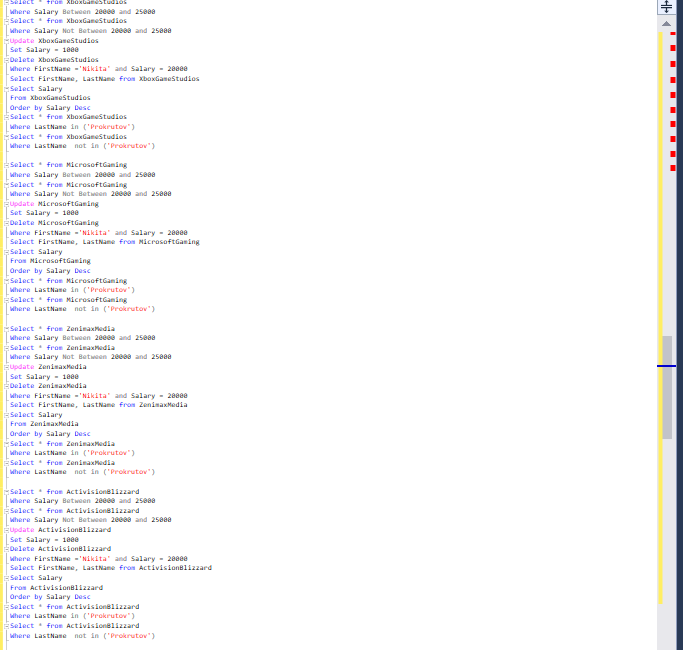 Select * from XboxGameStudios
Where Salary Between 20000 and 25000
Select * from XboxGameStudios
Where Salary Not Between 20000 and 25000
Update XboxGameStudios
Set Salary = 1000
Delete XboxGameStudios
Where FirstName ='Nikita' and Salary = 20000
Select FirstName, LastName from XboxGameStudios
Select Salary
From XboxGameStudios
Order by Salary Desc
Select * from XboxGameStudios
Where LastName in ('Prokrutov')
Select * from XboxGameStudios
Where LastName  not in ('Prokrutov')

Select * from MicrosoftGaming
Where Salary Between 20000 and 25000
Select * from MicrosoftGaming
Where Salary Not Between 20000 and 25000
Update MicrosoftGaming
Set Salary = 1000
Delete MicrosoftGaming
Where FirstName ='Nikita' and Salary = 20000
Select FirstName, LastName from MicrosoftGaming
Select Salary
From MicrosoftGaming
Order by Salary Desc
Select * from MicrosoftGaming
Where LastName in ('Prokrutov')
Select * from MicrosoftGaming
Where LastName  not in ('Prokrutov')

Select * from ZenimaxMedia
Where Salary Between 20000 and 25000
Select * from ZenimaxMedia
Where Salary Not Between 20000 and 25000
Update ZenimaxMedia
Set Salary = 1000
Delete ZenimaxMedia
Where FirstName ='Nikita' and Salary = 20000
Select FirstName, LastName from ZenimaxMedia
Select Salary
From ZenimaxMedia
Order by Salary Desc
Select * from ZenimaxMedia
Where LastName in ('Prokrutov')
Select * from ZenimaxMedia
Where LastName  not in ('Prokrutov')

Select * from ActivisionBlizzard
Where Salary Between 20000 and 25000
Select * from ActivisionBlizzard
Where Salary Not Between 20000 and 25000
Update ActivisionBlizzard
Set Salary = 1000
Delete ActivisionBlizzard
Where FirstName ='Nikita' and Salary = 20000
Select FirstName, LastName from ActivisionBlizzard
Select Salary
From ActivisionBlizzard
Order by Salary Desc
Select * from ActivisionBlizzard
Where LastName in ('Prokrutov')
Select * from ActivisionBlizzard
Where LastName  not in ('Prokrutov')